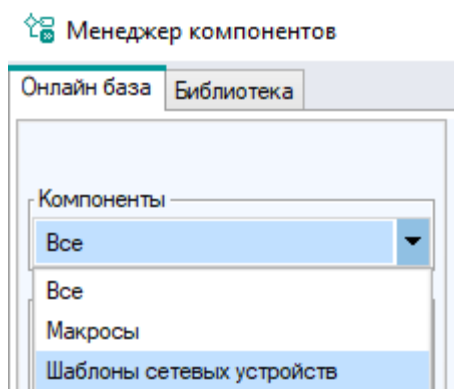 Менеджер компонентов
Онлайн база
Библиотека
Компоненты
Все
Все
Макросы
Шаблоны сетевых устройств